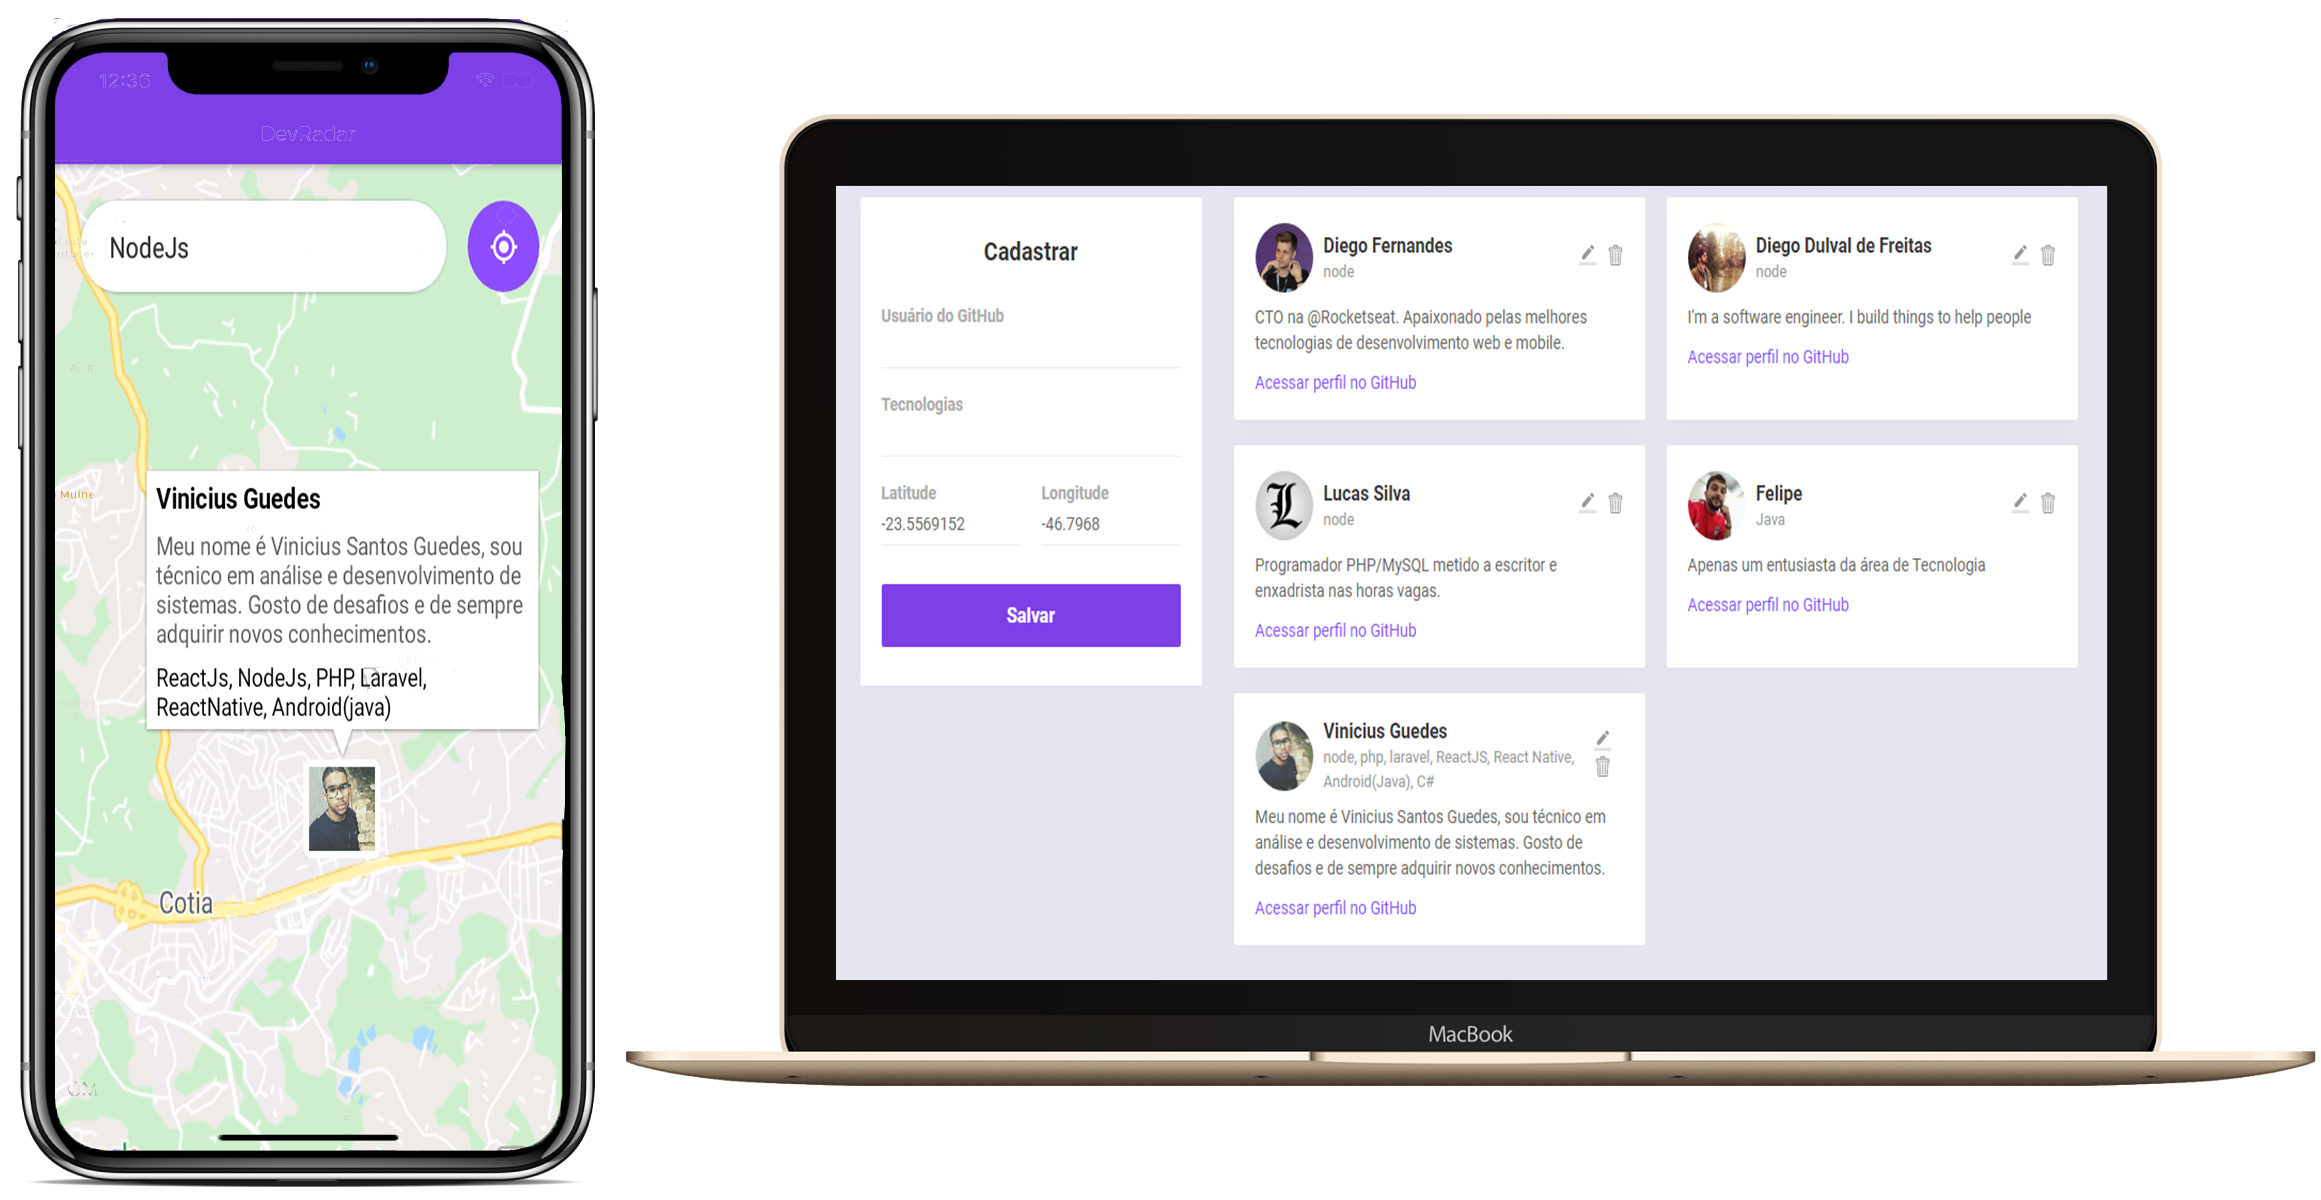 12:36
DevRadar
NodeJs
Mulhe
Vinicius Guedes
Meu nome é Vinicius Santos Guedes, sou
técnico em análise e desenvolvimento de
sistemas. Gosto de desafios e de sempre
adquirir novos conhecimentos.
ReactJs, NodeJs, PHP, Laravel,
ReactNative, Android(java)
Cotia
Cadastrar
Usuário do GitHub
Tecnologias
Latitude
Longitude
-23.5569152
-46.7968
Salvar
Diego Fernandes
node
CTO na @Rocketseat. Apaixonado pelas melhores
tecnologias de desenvolvimento web e mobile.
Acessar perfil no GitHub
Diego Dulval de Freitas
node
I'm a software engineer. I build things to help people
Acessar perfil no GitHub
Lucas Silva
node
Programador PHP/MySQL metido a escritor e
enxadrista nas horas vagas.
Acessar perfil no GitHub
Felipe
Java
Apenas um entusiasta da área de Tecnologia
Acessar perfil no GitHub
Vinicius Guedes
node, php, laravel, ReactJS, React Native,
Android(Java), C#
Meu nome é Vinicius Santos Guedes, sou técnico em
análise e desenvolvimento de sistemas. Gosto de
desafios e de sempre adquirir novos conhecimentos.
Acessar perfil no GitHub
MacBook